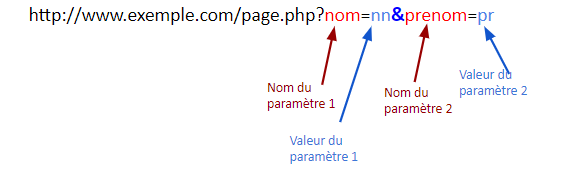 http://www.exemple.com/page.php?nom=nn&prenom=pr
Nom du
paramètre 1
Valeur du
paramètre 1
Nom du
paramètre 2
Valeur du
paramètre 2